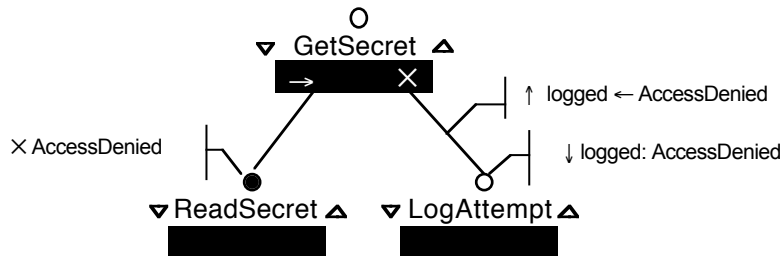 GetSecret
→ ×
↑ logged ← AccessDenied
× AccessDenied
↓ logged: AccessDenied
ReadSecret
LogAttempt